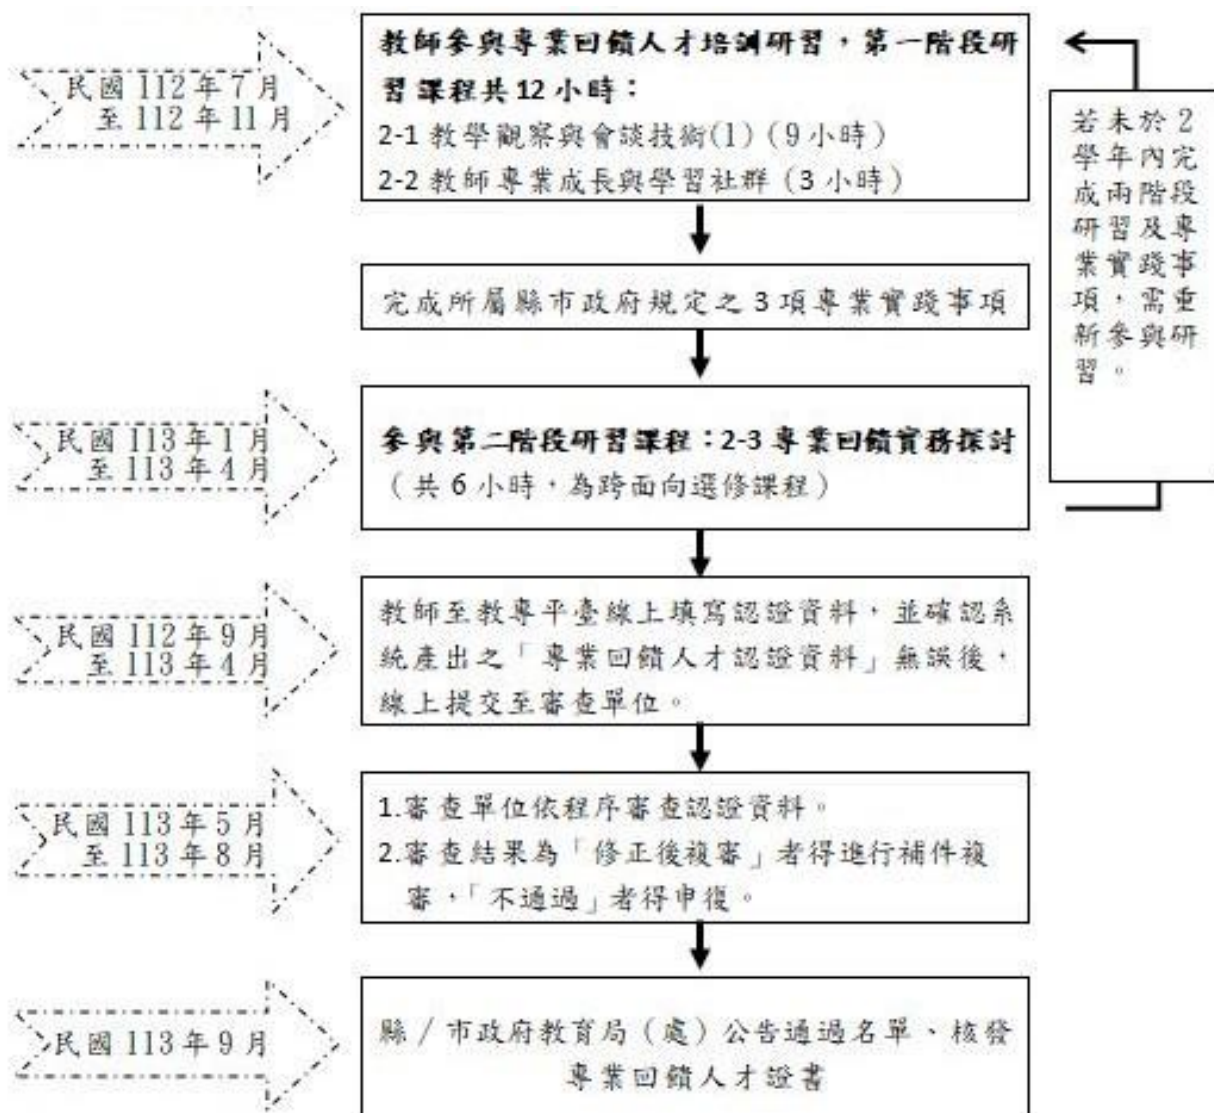 民國 112 年 7 月
至 112 年 11 月
教師參與專業回饋人才培訓研習，第一階段研
習課程共 12 小時：
2-1 教學觀察與會談技術(1)（9 小時）
2-2 教師專業成長與學習社群（3 小時）
若未於 2
學年內完
成兩階段
研習及專
業實踐事
項，需重
新參與研
習。
完成所屬縣市政府規定之 3 項專業實踐事項
民國 113 年 1 月
至 113 年 4 月
參與第二階段研習課程：2-3 專業回饋實務探討
（共 6 小時，為跨面向選修課程）
民國 112 年 9 月
至 113 年 4 月
教師至教專平臺線上填寫認證資料，並確認系
統產出之「專業回饋人才認證資料」無誤後，
線上提交至審查單位。
民國 113 年 5 月
至 113 年 8 月
1.審查單位依程序審查認證資料。
2.審查結果為「修正後複審」者得進行補件複
審，「不通過」者得申復。
民國 113 年 9 月
縣／市政府教育局（處）公告通過名單、核發
專業回饋人才證書